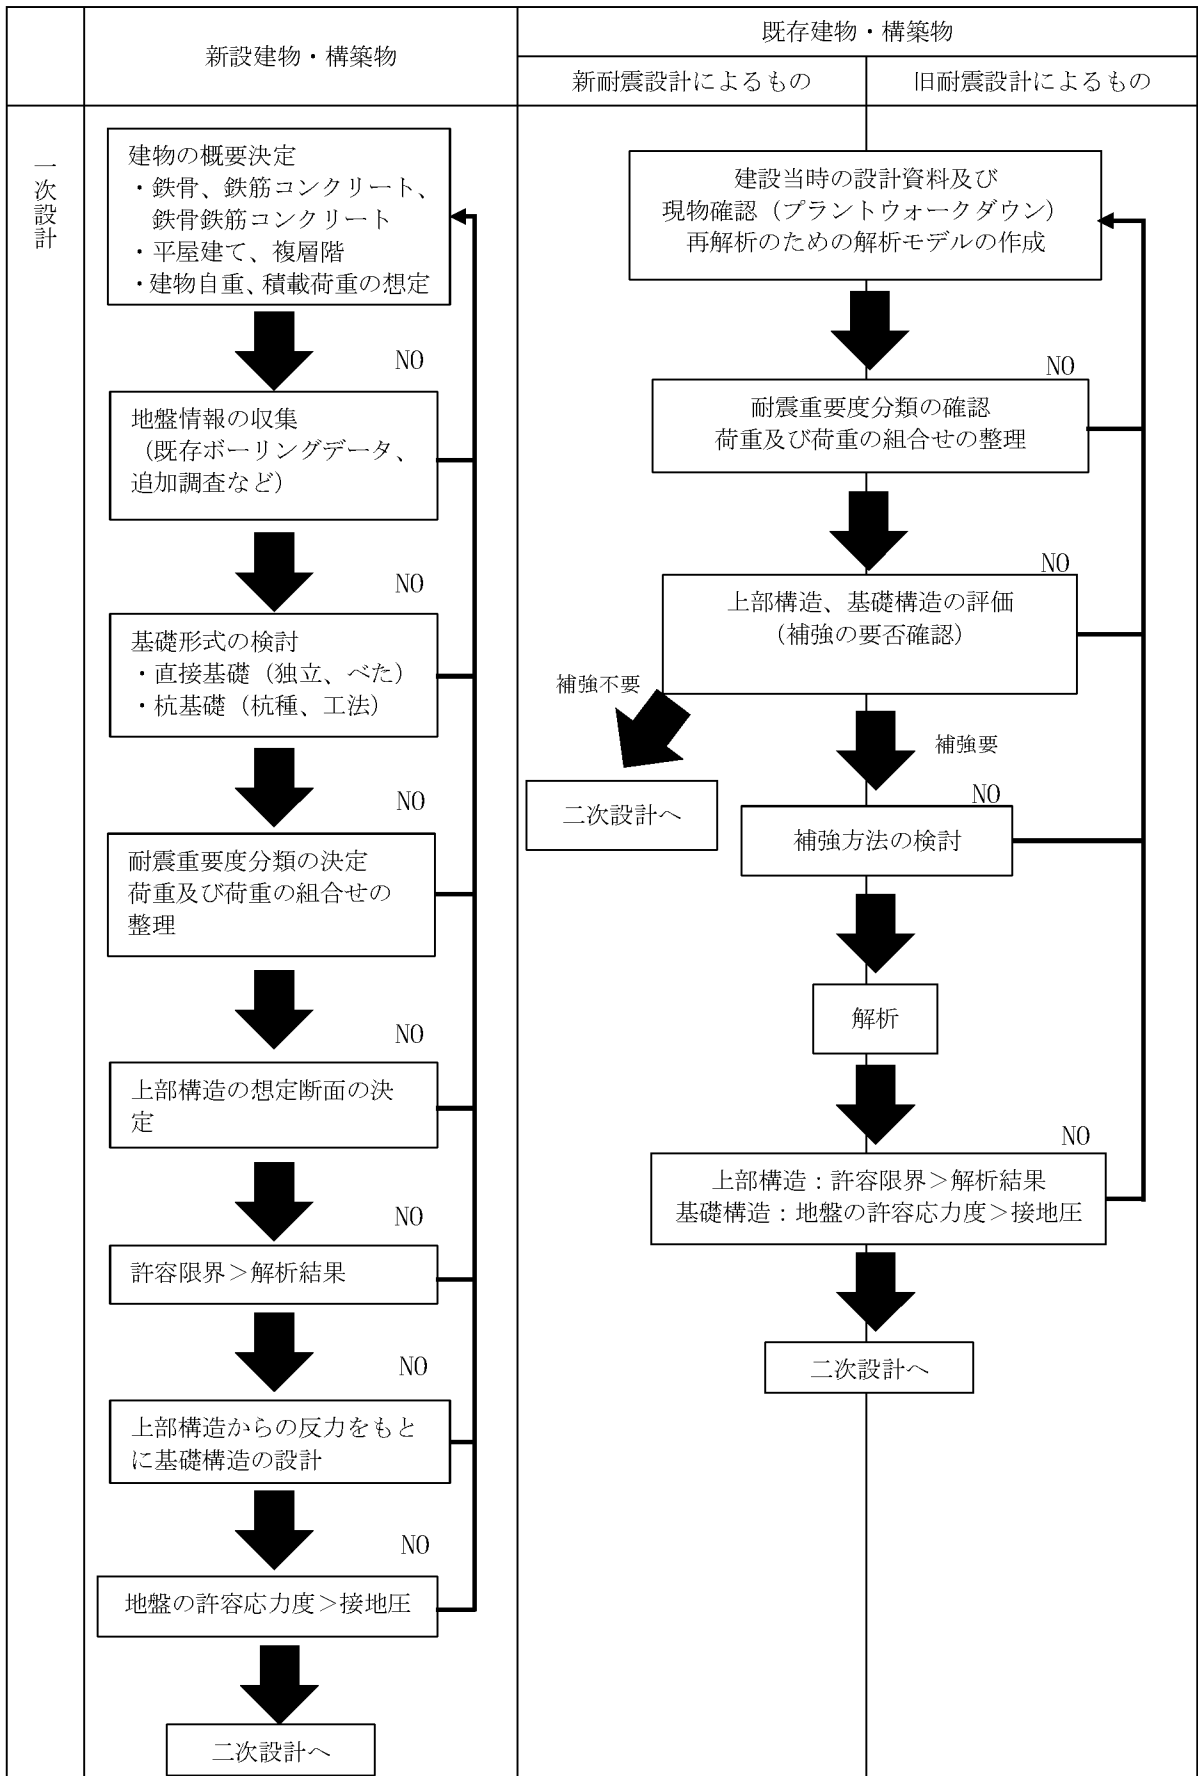 新設建物・構築物
既存建物・構築物
新耐震設計によるもの
旧耐震設計によるもの
一次設計
建物の概要決定
・鉄骨、鉄筋コンクリート、
鉄骨鉄筋コンクリート
・平屋建て、複層階
・建物自重、積載荷重の想定
NO
地盤情報の収集
（既存ボーリングデータ、
追加調査など）
NO
基礎形式の検討
・直接基礎（独立、べた）
・杭基礎（杭種、工法）
NO
耐震重要度分類の決定
荷重及び荷重の組合せの
整理
NO
上部構造の想定断面の決
定
NO
許容限界＞解析結果
NO
上部構造からの反力をもと
に基礎構造の設計
NO
地盤の許容応力度＞接地圧
二次設計へ
建設当時の設計資料及び
現物確認（プラントウォークダウン）
再解析のための解析モデルの作成
NO
耐震重要度分類の確認
荷重及び荷重の組合せの整理
NO
上部構造、基礎構造の評価
（補強の要否確認）
補強不要
二次設計へ
補強要
NO
補強方法の検討
解析
NO
上部構造：許容限界＞解析結果
基礎構造：地盤の許容応力度＞接地圧
二次設計へ